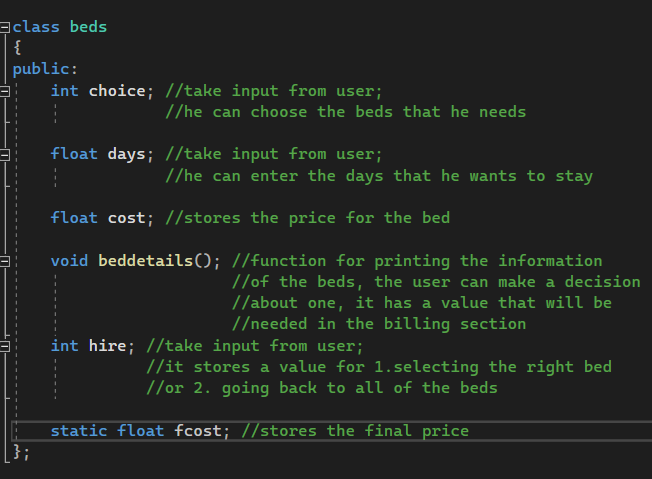 class beds
{
public:
int choice; //take input from user;
//he can choose the beds that he needs
float days; //take input from user;
//he can enter the days that he wants to stay
float cost; //stores the price for the bed
void beddetails(); //function for printing the information
//of the beds, the user can make a decision
//about one, it has a value that will be
//needed in the billing section
int hire; //take input from user;
//it stores a value for 1.selecting the right bed
//or 2. going back to all of the beds
static float fcost; //stores the final price
};